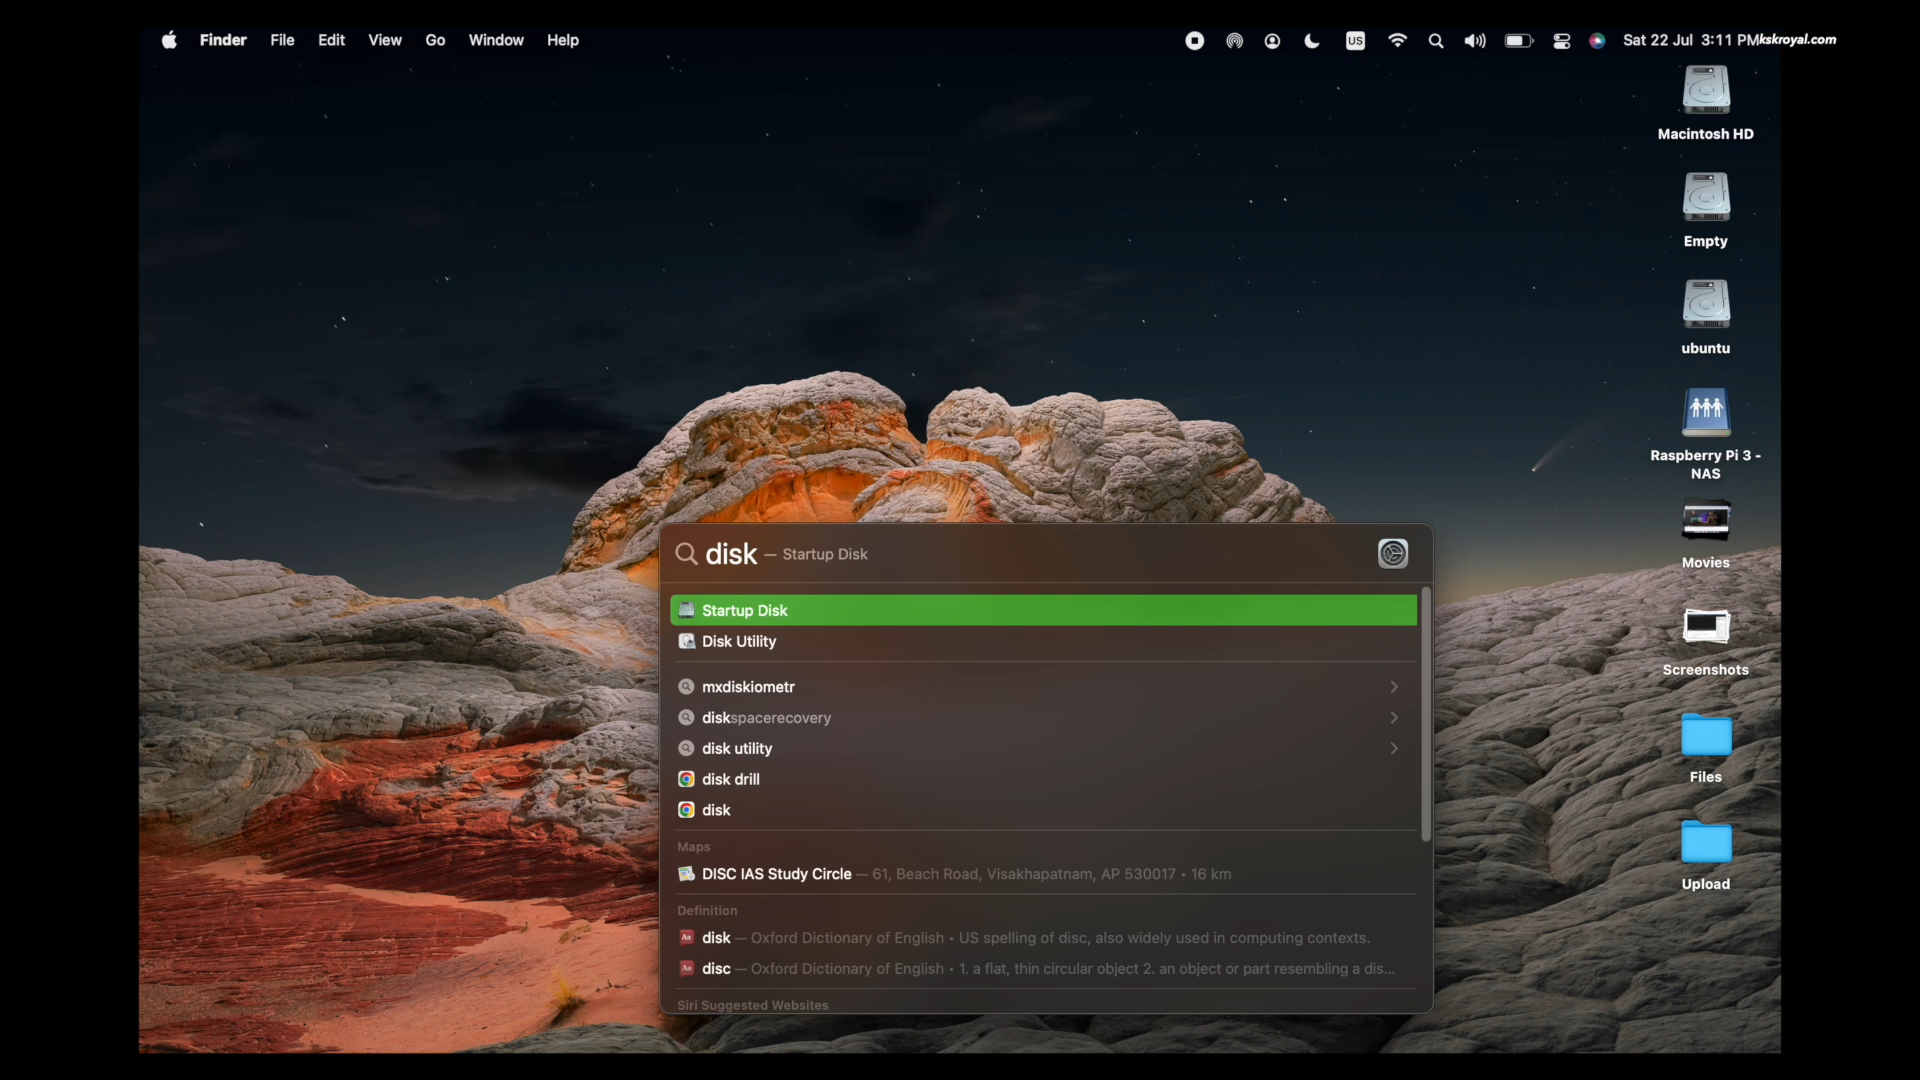 Finder File Edit View Go Window Help US Sat 22 Jul 3:11 PM kskroyal.com
Macintosh HD
Empty
ubuntu
Raspberry Pi 3 -
NAS
Movies
Screenshots
Files
Upload
disk — Startup Disk
Startup Disk
Disk Utility
mxdiskiometr
diskspacerecovery
disk utility
disk drill
disk
Maps
DISC IAS Study Circle — 61, Beach Road, Visakhapatnam, AP 530017 • 16 km
Definition
Aa disk — Oxford Dictionary of English • US spelling of disc, also widely used in computing contexts.
Aa disc — Oxford Dictionary of English • 1. a flat, thin circular object 2. an object or part resembling a dis...
Siri Suggested Websites